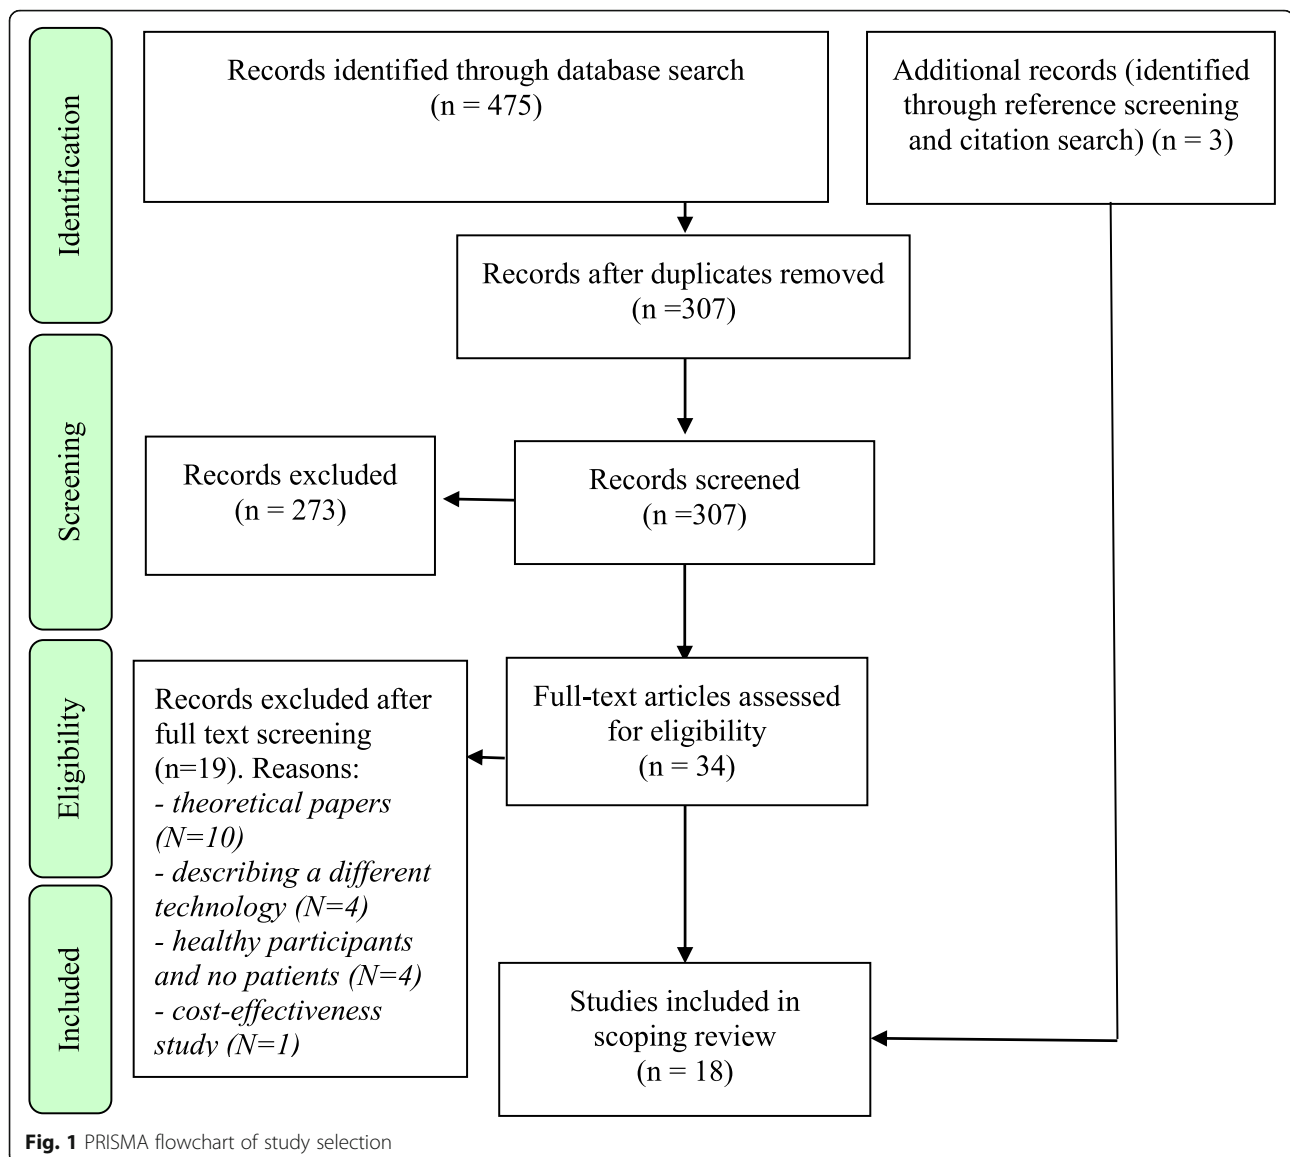 Identification
Records identified through database search
(n = 475)
Additional records (identified
through reference screening
and citation search) (n = 3)
Records after duplicates removed
(n =307)
Screening
Records excluded
(n = 273)
Records screened
(n =307)
Eligibility
Records excluded after
full text screening
(n=19). Reasons:
- theoretical papers
(N=10)
- describing a different
technology (N=4)
- healthy participants
and no patients (N=4)
- cost-effectiveness
study (N=1)
Full-text articles assessed
for eligibility
(n = 34)
Included
Studies included in
scoping review
(n = 18)
Fig. 1 PRISMA flowchart of study selection